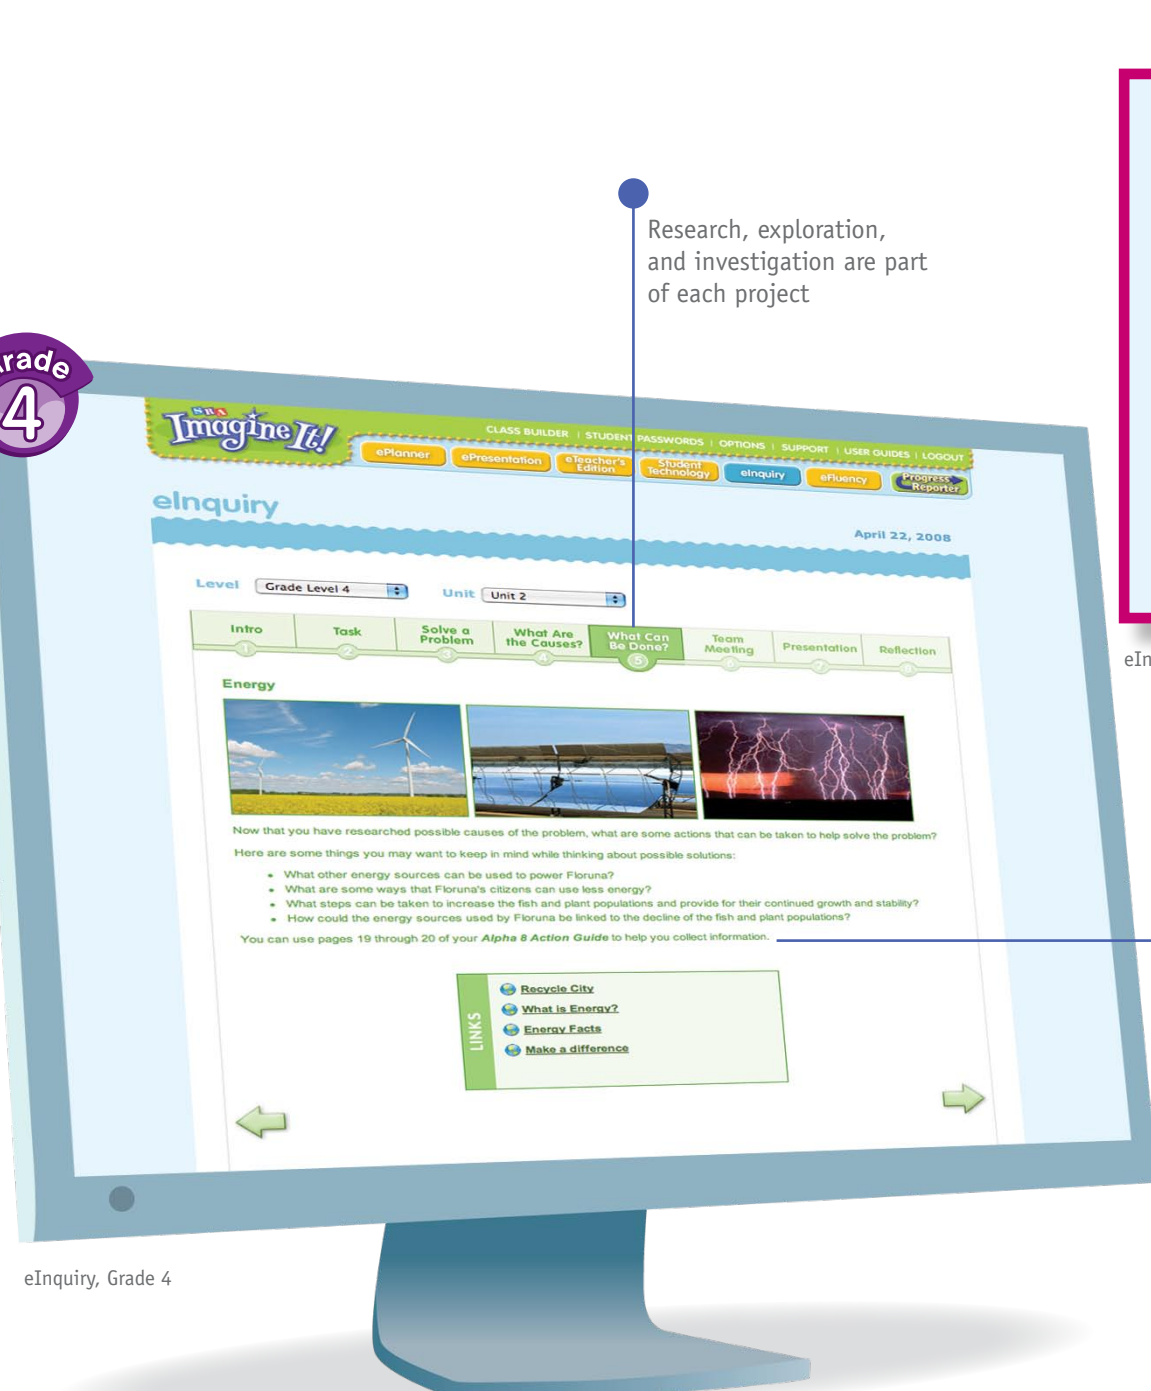 Research, exploration,
and investigation are part
of each project
Grade
4
SRA
Imagine It!
CLASS BUILDER | STUDENT PASSWORDS | OPTIONS | SUPPORT | USER GUIDES | LOGOUT
ePlanner
ePresentation
eTeacher's
Edition
Student
Technology
eInquiry
eFluency
Progress
Reporter
eInquiry
April 22, 2008
Level Grade Level 4 Unit Unit 2
Intro
1
Task
2
Solve a
Problem
3
What Are
the Causes?
4
What Can
Be Done?
5
Team
Meeting
6
Presentation
7
Reflection
8
Energy
Now that you have researched possible causes of the problem, what are some actions that can be taken to help solve the problem?
Here are some things you may want to keep in mind while thinking about possible solutions:
• What other energy sources can be used to power Floruna?
• What are some ways that Floruna's citizens can use less energy?
• What steps can be taken to increase the fish and plant populations and provide for their continued growth and stability?
• How could the energy sources used by Floruna be linked to the decline of the fish and plant populations?
You can use pages 19 through 20 of your Alpha 8 Action Guide to help you collect information.
LINKS
Recycle City
What is Energy?
Energy Facts
Make a difference
eInquiry, Grade 4